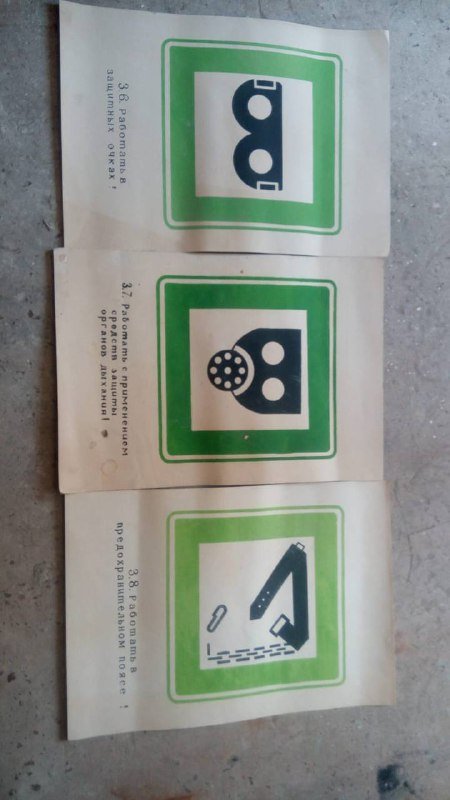 3.6. Работать в
защитных очках!
3.7. Работать с применением
средств защиты
органов дыхания!
3.8. Работать в
предохранительном поясе!